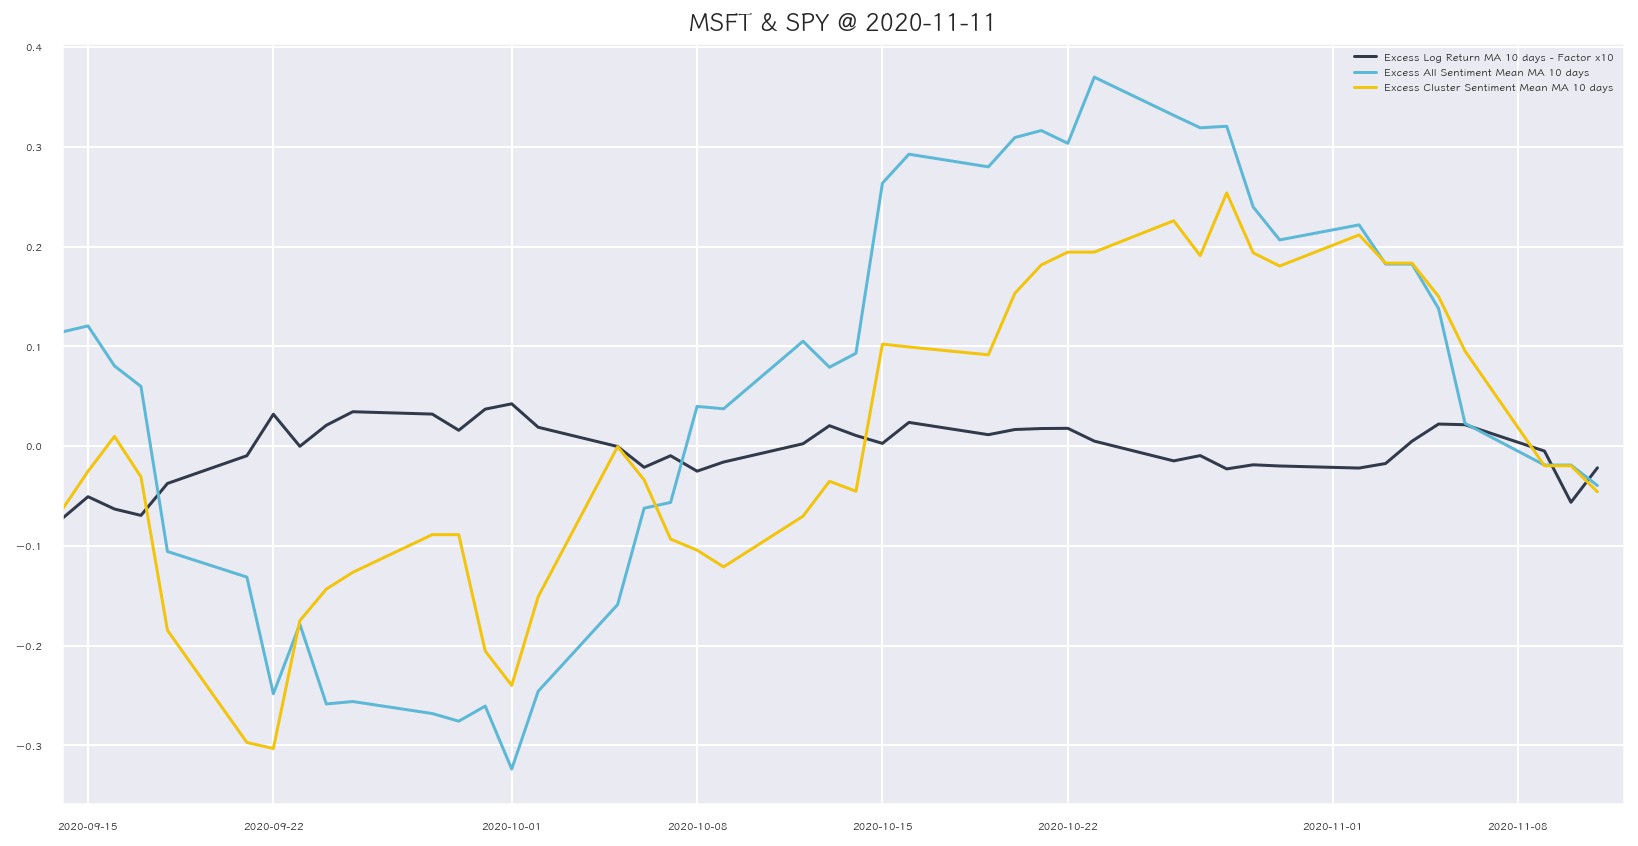 MSFT & SPY @ 2020-11-11
Excess Log Return MA 10 days - Factor x10
Excess All Sentiment Mean MA 10 days
Excess Cluster Sentiment Mean MA 10 days
0.4
0.3
0.2
0.1
0.0
−0.1
−0.2
−0.3
2020-09-15 2020-09-22 2020-10-01 2020-10-08 2020-10-15 2020-10-22 2020-11-01 2020-11-08